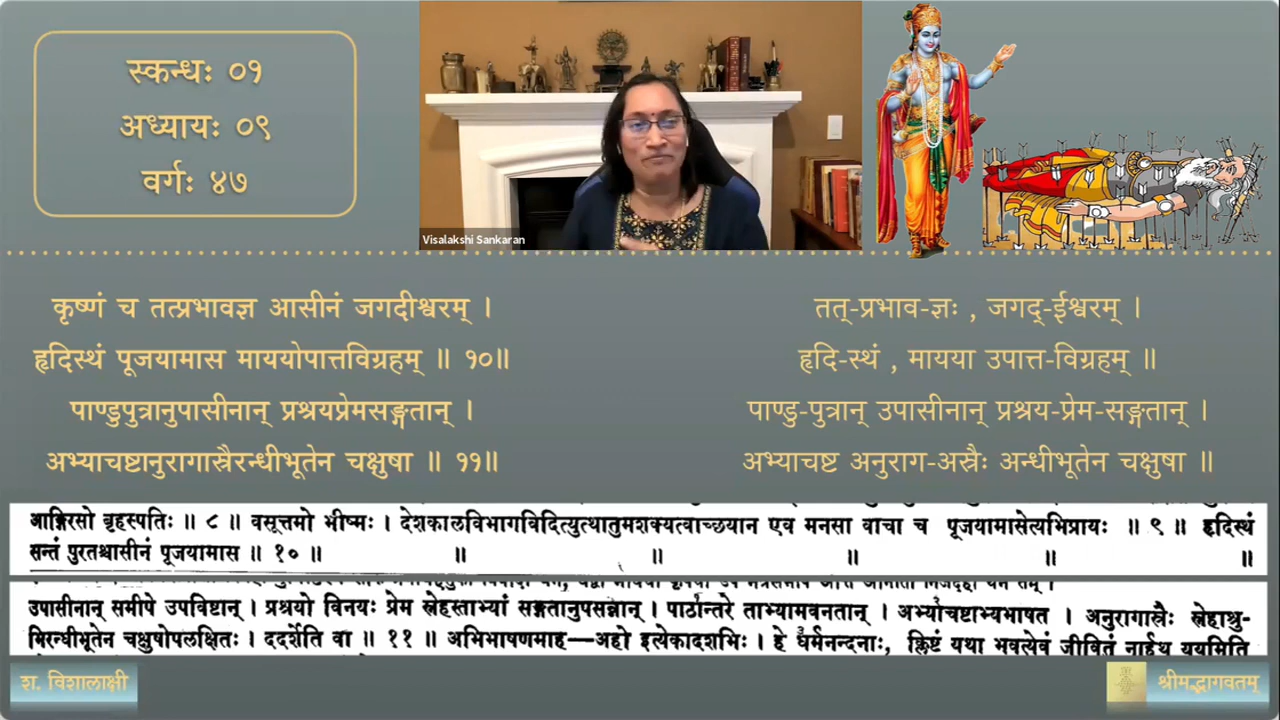 स्कन्धः ०१
अध्यायः ०९
वर्गः ४७
Visalakshi Sankaran
कृष्णं च तत्प्रभावज्ञ आसीनं जगदीश्वरम् ।
हृदिस्थं पूजयामास माययोपात्तविग्रहम् ॥ १०॥
पाण्डुपुत्रानुपासीनान् प्रश्रयप्रेमसङ्गतान् ।
अभ्याचष्टानुरागास्रैरन्धीभूतेन चक्षुषा ॥ ११॥
तत्-प्रभाव-ज्ञः , जगद्-ईश्वरम् ।
हृदि-स्थं , मायया उपात्त-विग्रहम् ॥
पाण्डु-पुत्रान् उपासीनान् प्रश्रय-प्रेम-सङ्गतान् ।
अभ्याचष्ट अनुराग-अस्रैः अन्धीभूतेन चक्षुषा ॥
आङ्गिरसो बृहस्पतिः ॥ ८ ॥ वसूत्तमो भीष्मः । देशकालविभागविदित्युत्थातुमशक्यत्वाच्छयान एव मनसा वाचा च पूजयामासेत्यभिप्रायः ॥ ९ ॥ हृदिस्थं
सन्तं पुरतश्चासीनं पूजयामास ॥ १० ॥ ॥ ॥ ॥ ॥ ॥
उपासीनान् समीपे उपविष्टान् । प्रश्रयो विनयः प्रेम स्नेहस्ताभ्यां सङ्गतानुपसन्नान् । पाठान्तरे ताभ्यामवनतान् । अभ्याचष्टाभ्यभाषत । अनुरागास्रैः स्नेहाश्रु-
भिरन्धीभूतेन चक्षुषोपलक्षितः । ददर्शेति वा ॥ ११ ॥ अभिभाषणमाह—अहो इत्येकादशभिः । हे धर्मनन्दनाः, क्लिष्टं यथा भवत्येवं जीवितुं नार्हथ यूयमिति
श. विशालाक्षी
श्रीमद्भागवतम्